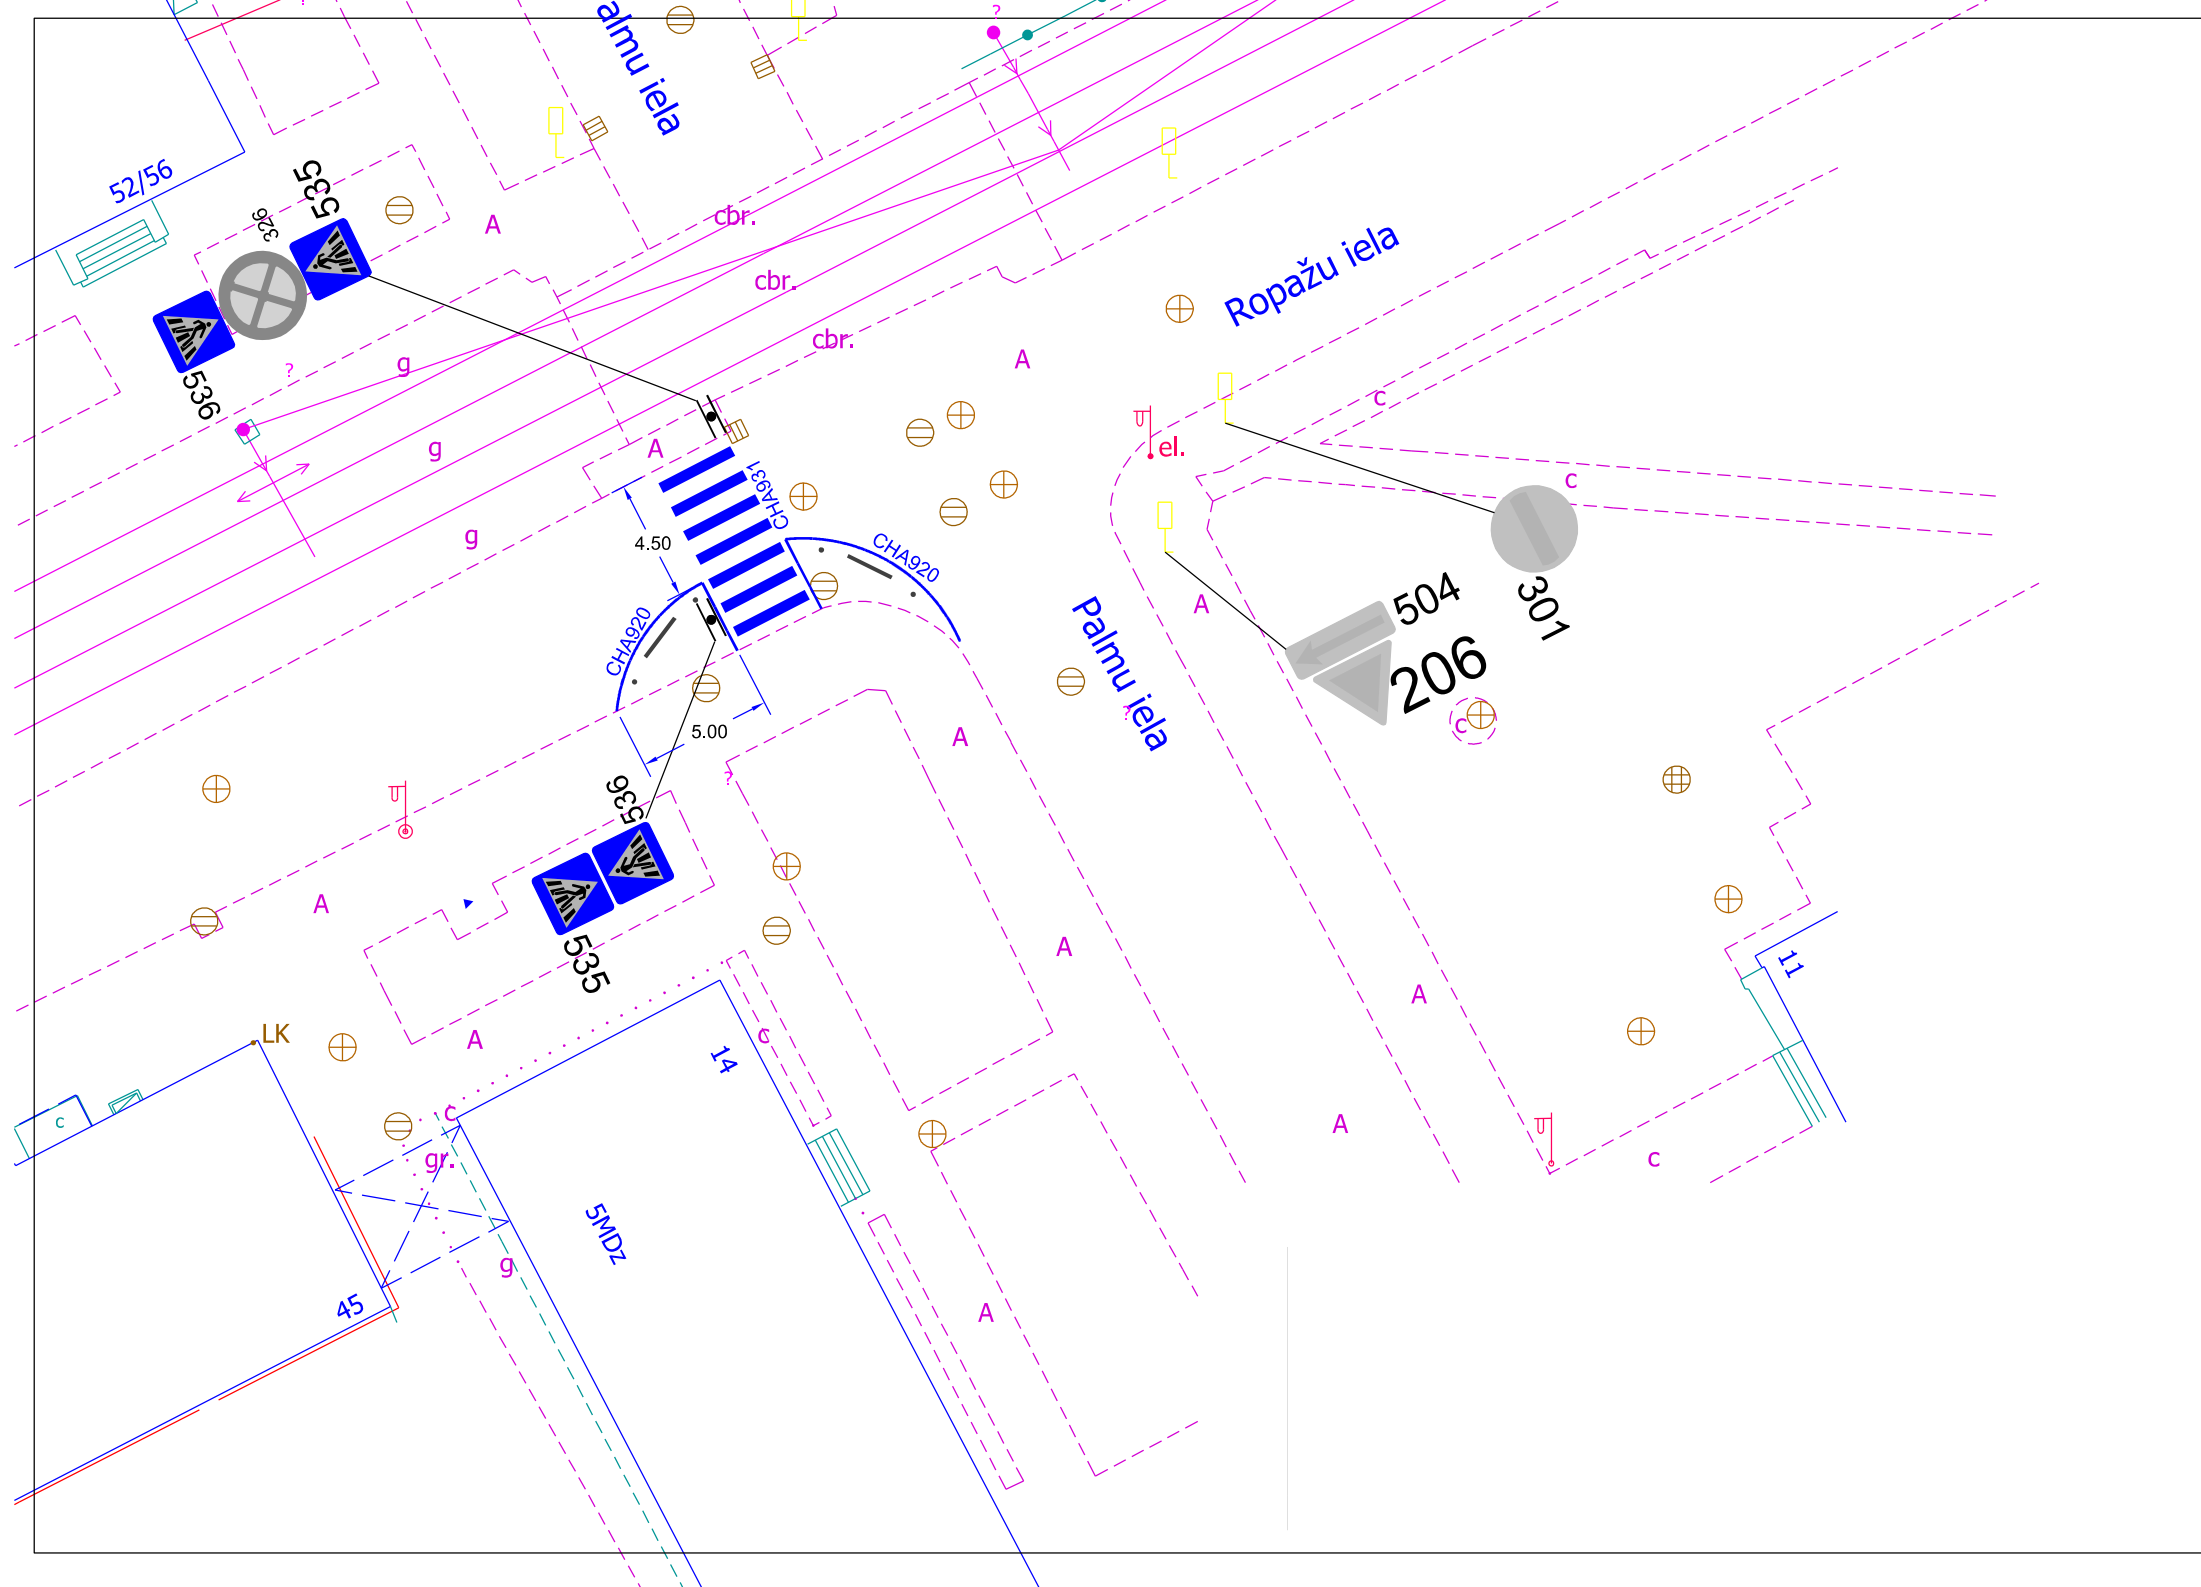 ?
almu iela
52/56
535
326
A
cbr.
Ropažu iela
cbr.
cbr.
?
g
A
536
c
el.
g
A
c
CHA931
g
4.50
CHA920
301
504
A
Palmu iela
CHA920
206
?
c
5.00
A
?
536
11
A
A
535
A
LK
A
c
14
c
c
A
gr.
c
5MDz
g
45
A